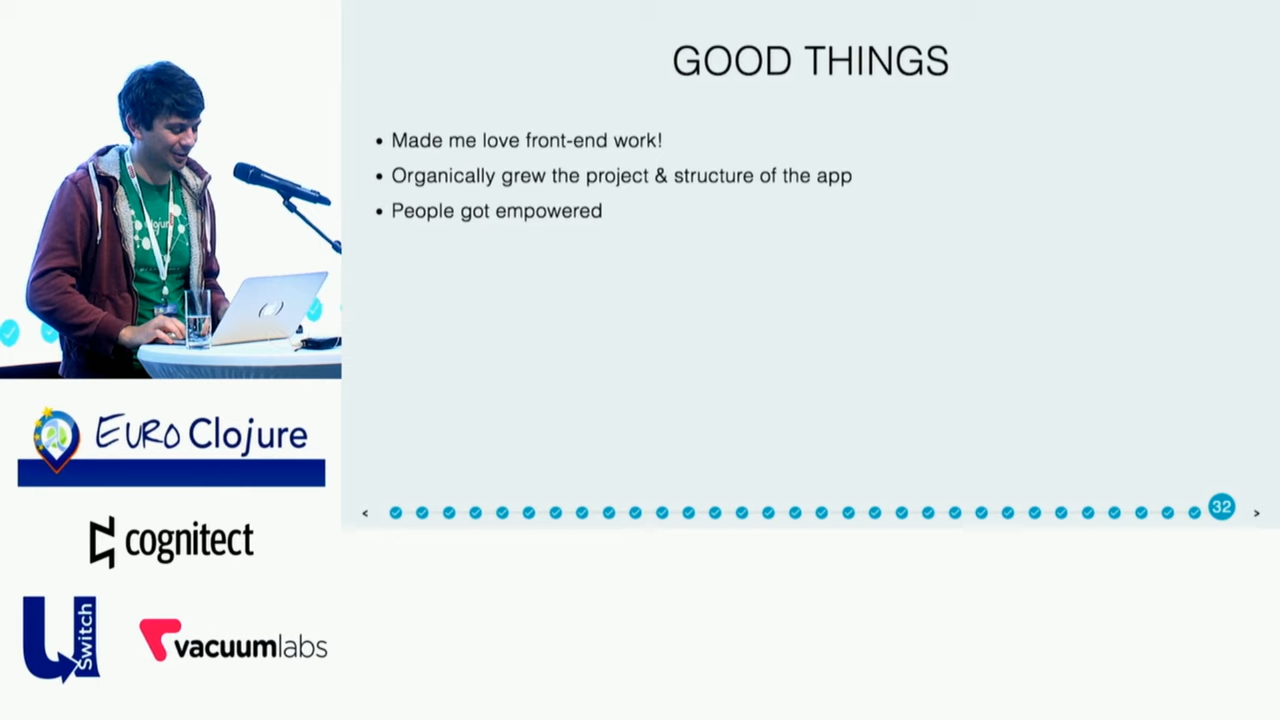 GOOD THINGS
• Made me love front-end work!
• Organically grew the project & structure of the app
• People got empowered
< 32 >
EURO Clojure
cognitect
uSwitch
vacuumlabs